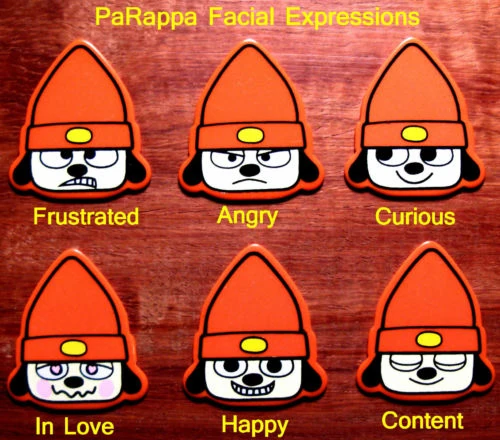 PaRappa Facial Expressions
Frustrated
Angry
Curious
In Love
Happy
Content